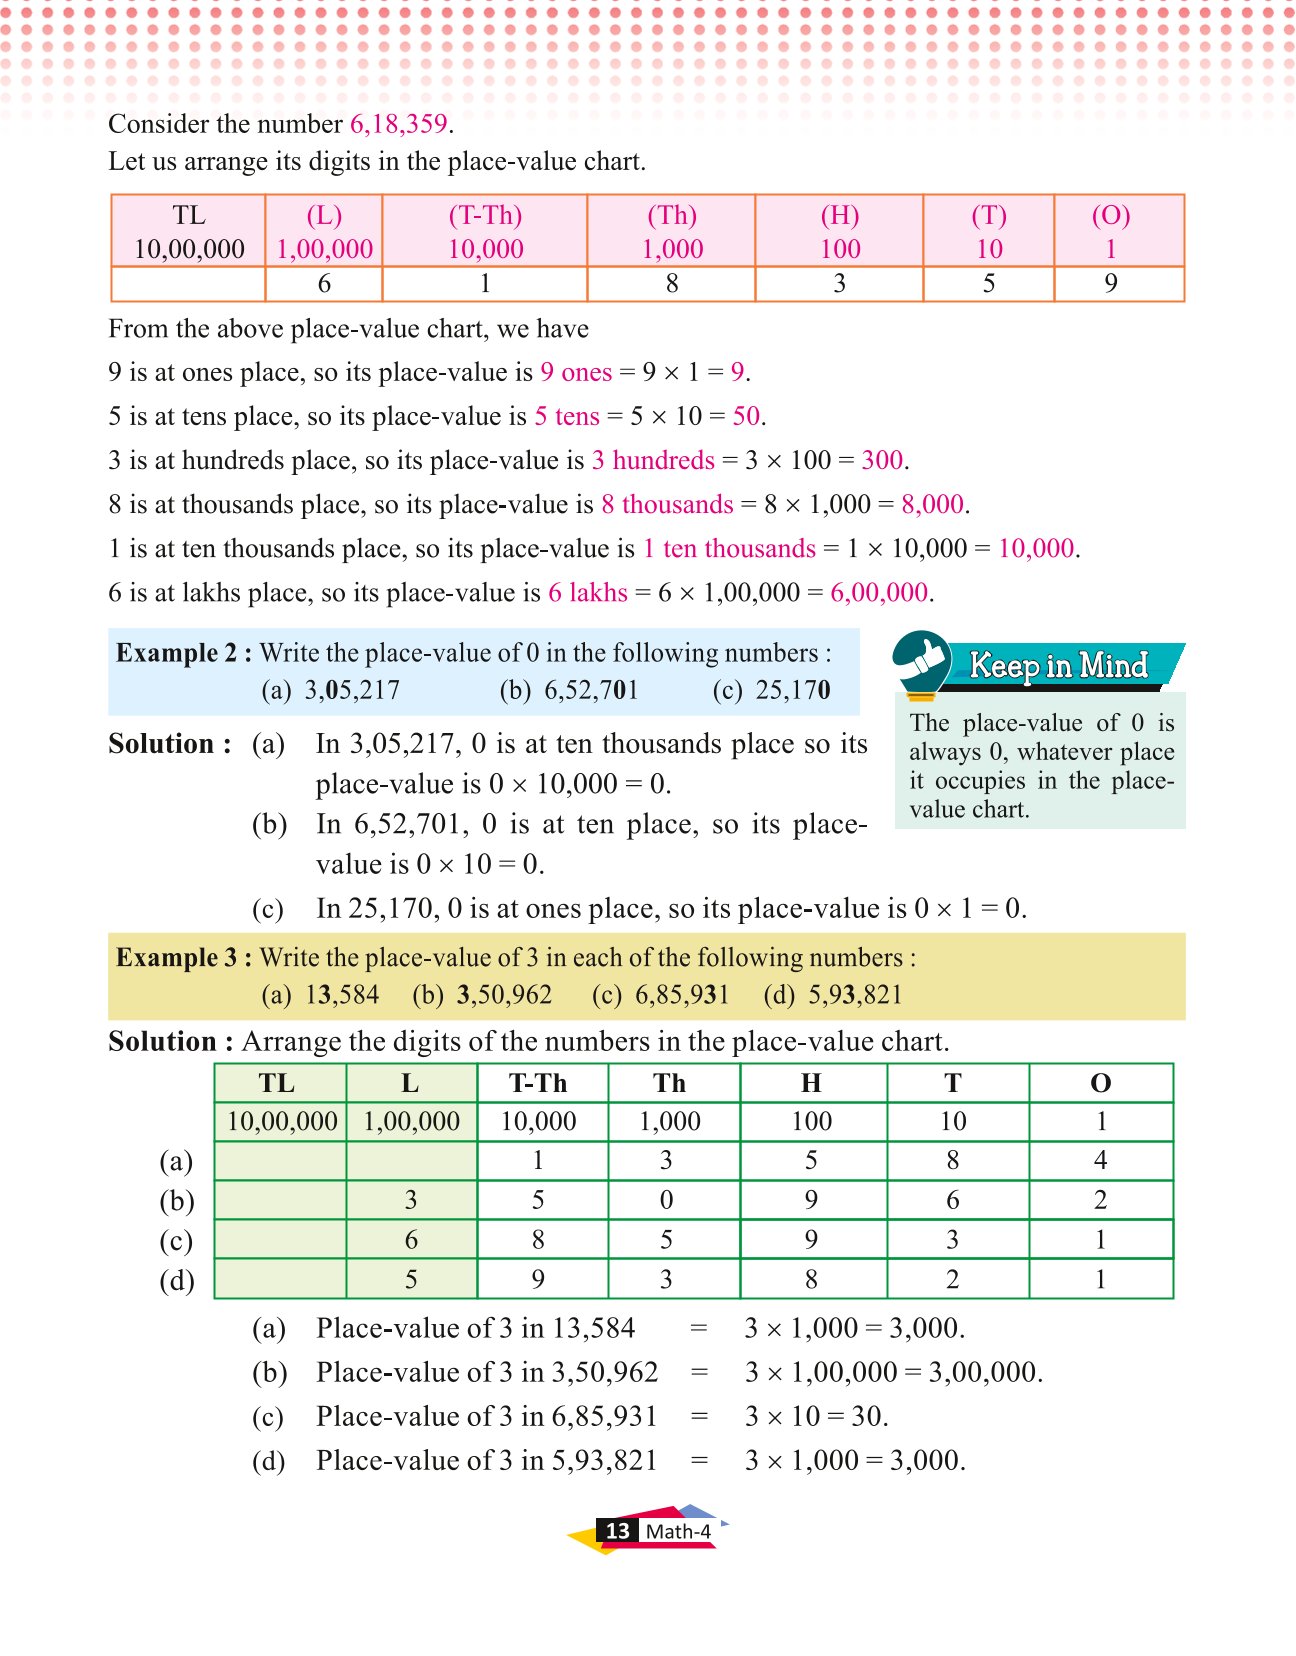 Consider the number 6,18,359.
Let us arrange its digits in the place-value chart.
TL (L) (T-Th) (Th) (H) (T) (O)
10,00,000 1,00,000 10,000 1,000 100 10 1
6 1 8 3 5 9
From the above place-value chart, we have
9 is at ones place, so its place-value is 9 ones = 9 × 1 = 9.
5 is at tens place, so its place-value is 5 tens = 5 × 10 = 50.
3 is at hundreds place, so its place-value is 3 hundreds = 3 × 100 = 300.
8 is at thousands place, so its place-value is 8 thousands = 8 × 1,000 = 8,000.
1 is at ten thousands place, so its place-value is 1 ten thousands = 1 × 10,000 = 10,000.
6 is at lakhs place, so its place-value is 6 lakhs = 6 × 1,00,000 = 6,00,000.
Example 2 : Write the place-value of 0 in the following numbers :
(a) 3,05,217 (b) 6,52,701 (c) 25,170
Keep in Mind
The place-value of 0 is
always 0, whatever place
it occupies in the place-
value chart.
Solution : (a) In 3,05,217, 0 is at ten thousands place so its
place-value is 0 × 10,000 = 0.
(b) In 6,52,701, 0 is at ten place, so its place-
value is 0 × 10 = 0.
(c) In 25,170, 0 is at ones place, so its place-value is 0 × 1 = 0.
Example 3 : Write the place-value of 3 in each of the following numbers :
(a) 13,584 (b) 3,50,962 (c) 6,85,931 (d) 5,93,821
Solution : Arrange the digits of the numbers in the place-value chart.
TL L T-Th Th H T O
10,00,000 1,00,000 10,000 1,000 100 10 1
(a) 1 3 5 8 4
(b) 3 5 0 9 6 2
(c) 6 8 5 9 3 1
(d) 5 9 3 8 2 1
(a) Place-value of 3 in 13,584 = 3 × 1,000 = 3,000.
(b) Place-value of 3 in 3,50,962 = 3 × 1,00,000 = 3,00,000.
(c) Place-value of 3 in 6,85,931 = 3 × 10 = 30.
(d) Place-value of 3 in 5,93,821 = 3 × 1,000 = 3,000.
13 Math-4